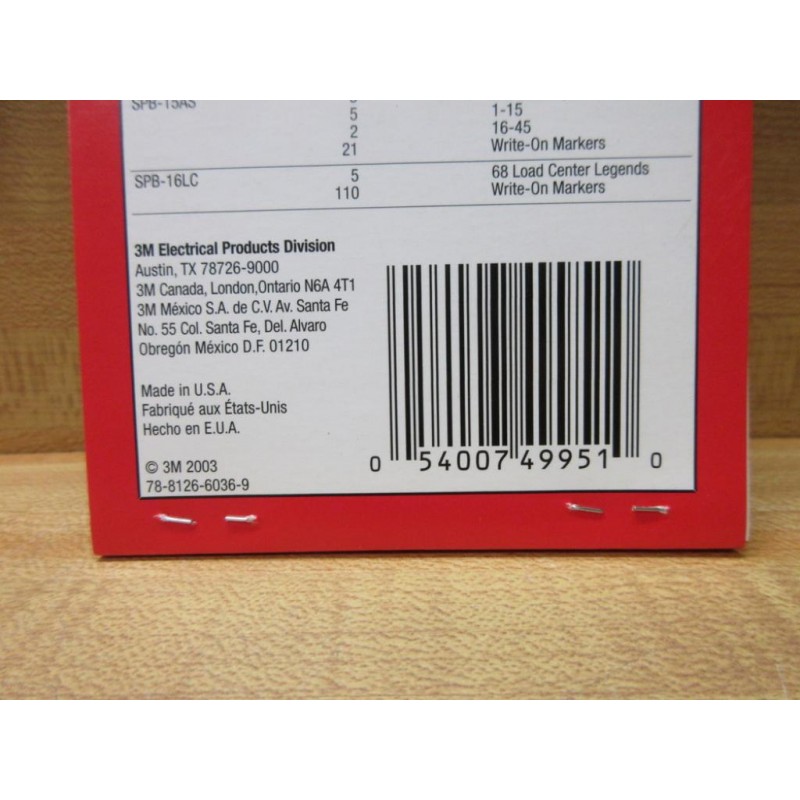 SPB-15AS
5 1-15
2 16-45
21 Write-On Markers
SPB-16LC 5 68 Load Center Legends
110 Write-On Markers
3M Electrical Products Division
Austin, TX 78726-9000
3M Canada, London,Ontario N6A 4T1
3M México S.A. de C.V. Av. Santa Fe
No. 55 Col. Santa Fe, Del. Alvaro
Obregón México D.F. 01210
Made in U.S.A.
Fabriqué aux États-Unis
Hecho en E.U.A.
© 3M 2003
78-8126-6036-9
0 54007 49951 0